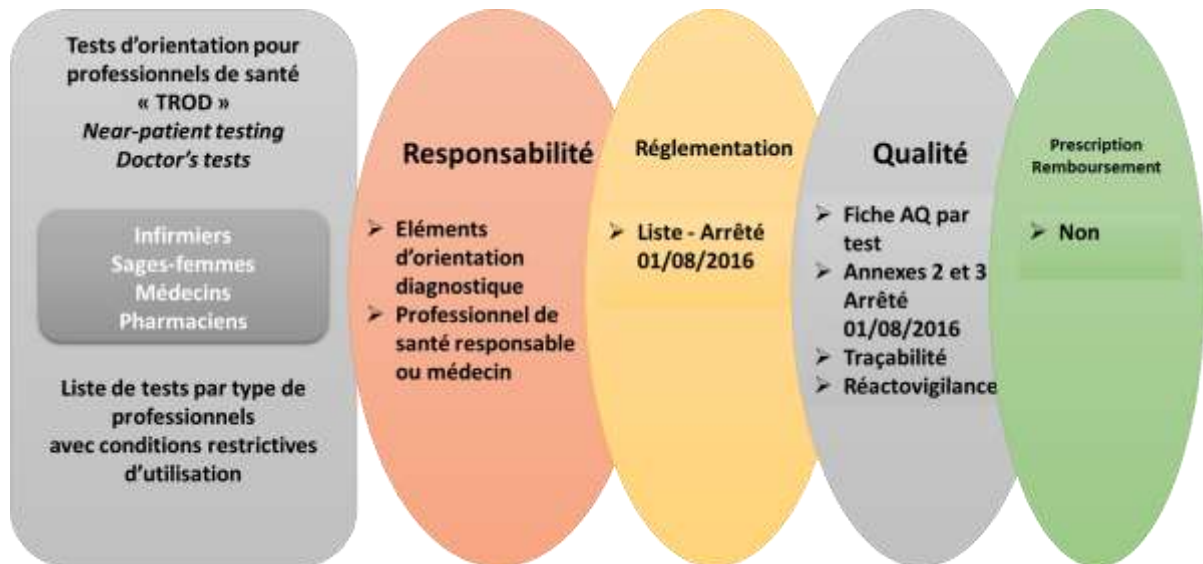 Tests d'orientation pour
professionnels de santé
« TROD »
Near-patient testing
Doctor's tests
Infirmiers
Sages-femmes
Médecins
Pharmaciens
Liste de tests par type de
professionnels
avec conditions restrictives
d'utilisation
Responsabilité
➢ Eléments
d'orientation
diagnostique
➢ Professionnel de
santé responsable
ou médecin
Réglementation
➢ Liste - Arrêté
01/08/2016
Qualité
➢ Fiche AQ par
test
➢ Annexes 2 et 3
Arrêté
01/08/2016
➢ Traçabilité
➢ Réactovigilance
Prescription
Remboursement
➢ Non